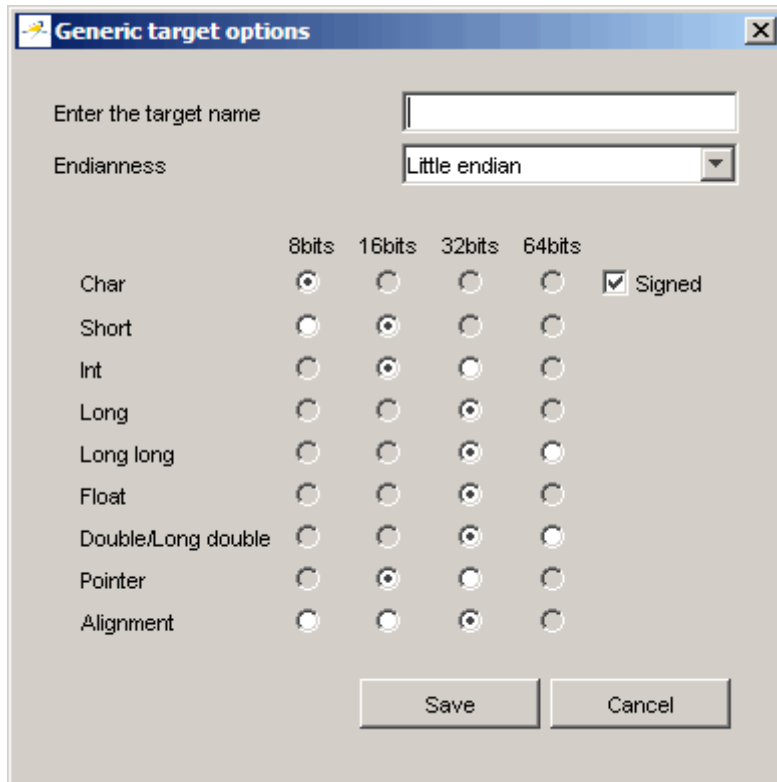 Generic target options
Enter the target name
Endianness Little endian
8bits 16bits 32bits 64bits
Char Signed
Short
Int
Long
Long long
Float
Double/Long double
Pointer
Alignment
Save Cancel